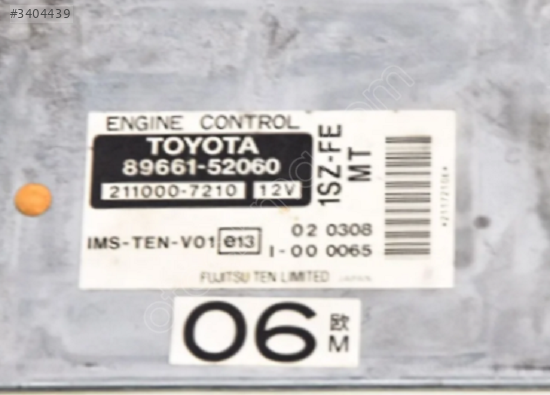 #3404439
ENGINE CONTROL
TOYOTA
89661-52060
211000-7210 12V
1SZ-FE
MT
IMS-TEN-V01 e13
02 0308
I-00 0065
FUJITSU TEN LIMITED JAPAN
06 欧
M